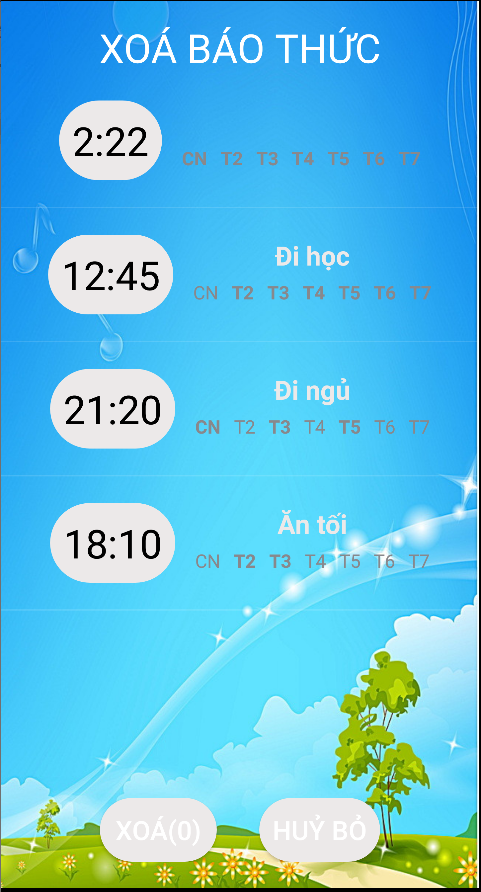 XOÁ BÁO THỨC
2:22
CN T2 T3 T4 T5 T6 T7
Đi học
12:45
CN T2 T3 T4 T5 T6 T7
Đi ngủ
21:20
CN T2 T3 T4 T5 T6 T7
Ăn tối
18:10
CN T2 T3 T4 T5 T6 T7
XOÁ(0) HUỶ BỎ